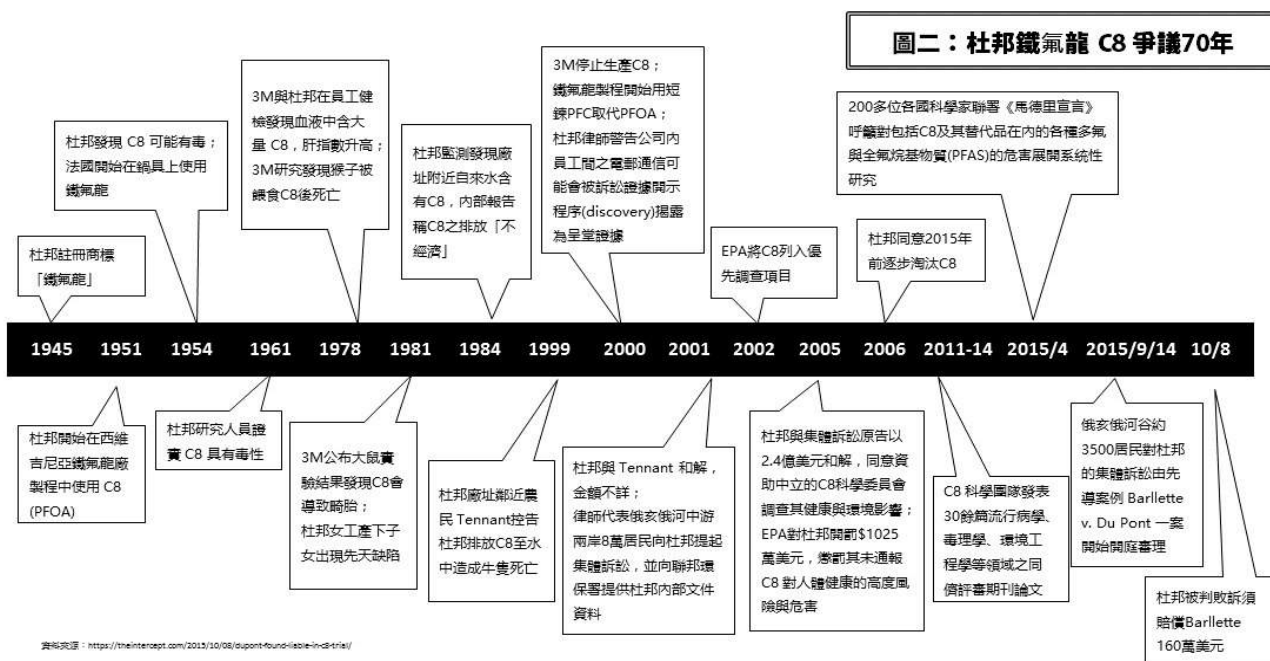 圖二：杜邦鐵氟龍 C8 爭議70年
杜邦註冊商標
「鐵氟龍」
杜邦發現 C8 可能有毒；
法國開始在鍋具上使用
鐵氟龍
3M與杜邦在員工健
檢發現血液中含大
量 C8，肝指數升高；
3M研究發現猴子被
餵食C8後死亡
杜邦監測發現廠
址附近自來水含
有C8，內部報告
稱C8之排放「不
經濟」
3M停止生產C8；
鐵氟龍製程開始用短
鍊PFC取代PFOA；
杜邦律師警告公司內
員工間之電郵通信可
能會被訴訟證據開示
程序(discovery)揭露
為呈堂證據
EPA將C8列入優
先調查項目
杜邦同意2015年
前逐步淘汰C8
200多位各國科學家聯署《馬德里宣言》
呼籲對包括C8及其替代品在內的各種多氟
與全氟烷基物質(PFAS)的危害展開系統性
研究
1945 1951 1954 1961 1978 1981 1984 1999 2000 2001 2002 2005 2006 2011-14 2015/4 2015/9/14 10/8
杜邦開始在西維
吉尼亞鐵氟龍廠
製程中使用 C8
(PFOA)
杜邦研究人員證
實 C8 具有毒性
3M公布大鼠實
驗結果發現C8會
導致畸胎；
杜邦女工產下子
女出現先天缺陷
杜邦廠址鄰近農
民 Tennant控告
杜邦排放C8至水
中造成牛隻死亡
杜邦與 Tennant 和解，
金額不詳；
律師代表俄亥俄河中游
兩岸8萬居民向杜邦提起
集體訴訟，並向聯邦環
保署提供杜邦內部文件
資料
杜邦與集體訴訟原告以
2.4億美元和解，同意資
助中立的C8科學委員會
調查其健康與環境影響；
EPA對杜邦開罰$1025
萬美元，懲罰其未通報
C8 對人體健康的高度風
險與危害
C8 科學團隊發表
30餘篇流行病學、
毒理學、環境工
程學等領域之同
儕評審期刊論文
俄亥俄河谷約
3500居民對杜邦
的集體訴訟由先
導案例 Barllette
v. Du Pont 一案
開始開庭審理
杜邦被判敗訴須
賠償Barllette
160萬美元
資料來源：https://theintercept.com/2015/10/08/dupont-found-liable-in-c8-trial/